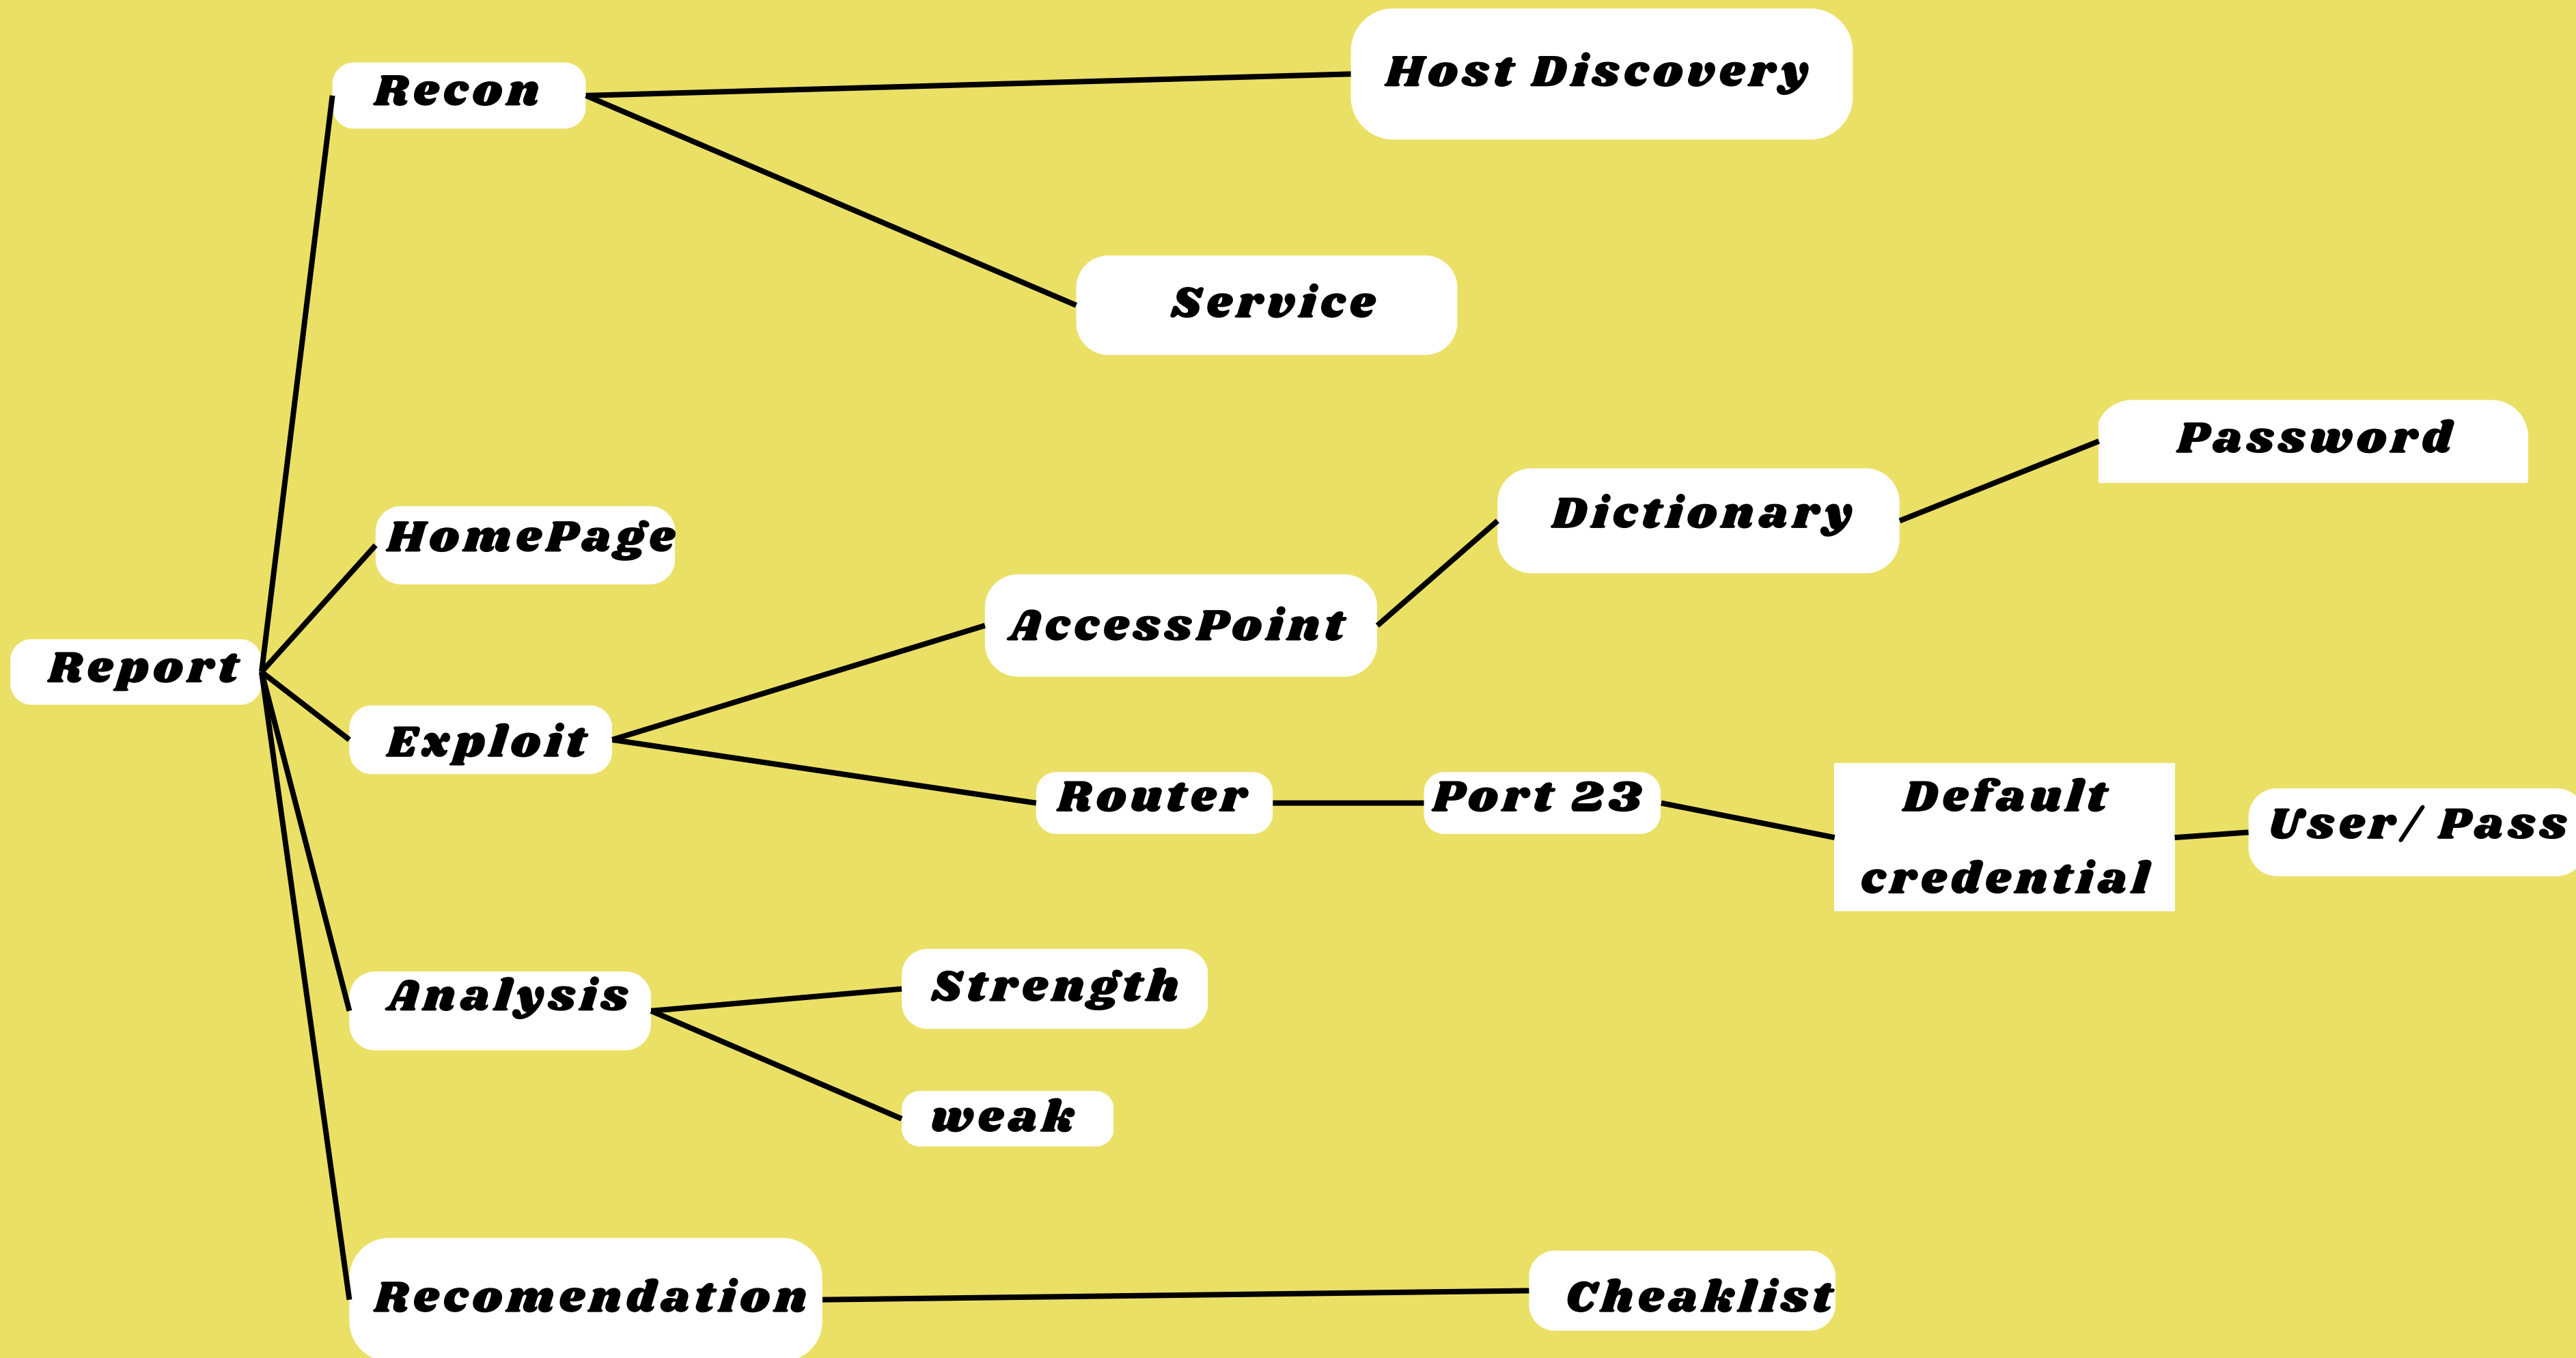 Recon
Host Discovery
Service
Password
Dictionary
HomePage
AccessPoint
Report
Exploit
Router
Port 23
Default
credential
User/ Pass
Analysis
Strength
weak
Recomendation
Cheaklist